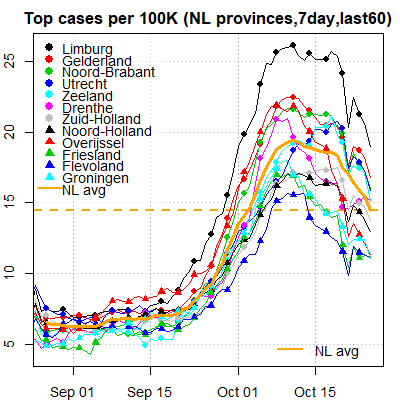 Top cases per 100K (NL provinces,7day,last60)
25
20
15
10
5
Limburg
Gelderland
Noord-Brabant
Utrecht
Zeeland
Drenthe
Zuid-Holland
Noord-Holland
Overijssel
Friesland
Flevoland
Groningen
NL avg
NL avg
Sep 01
Sep 15
Oct 01
Oct 15